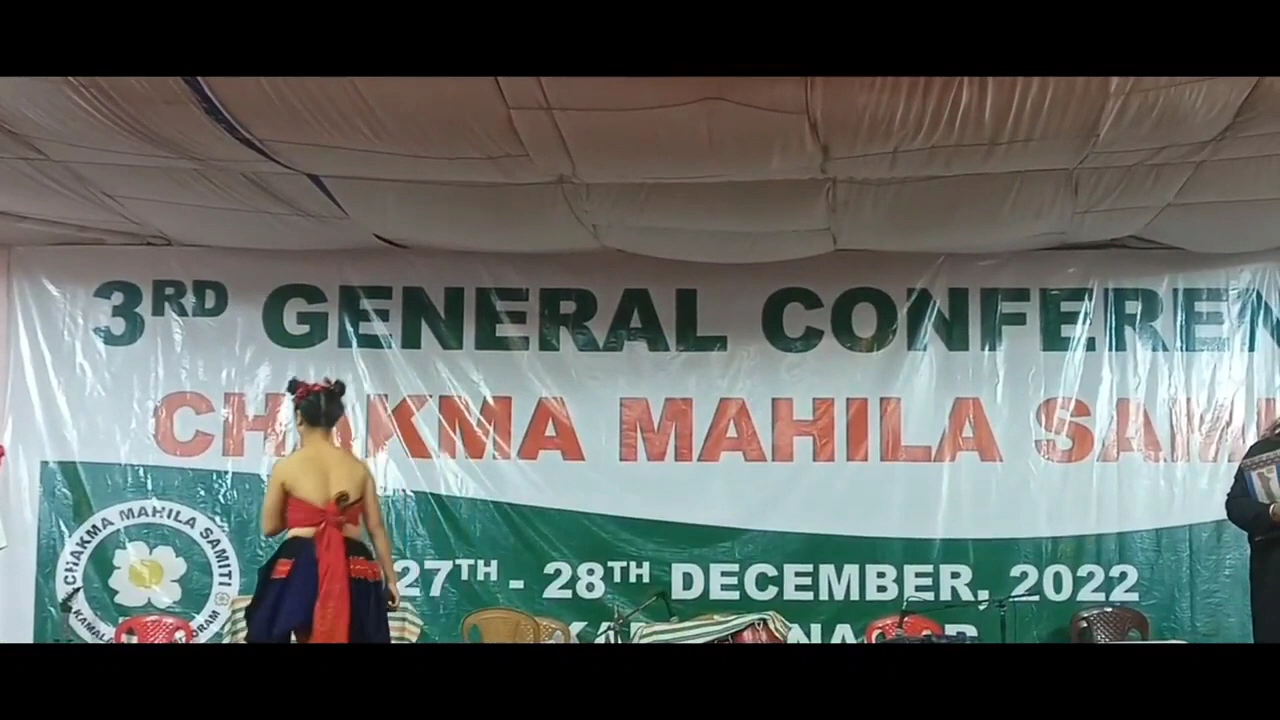 3RD GENERAL CONFEREN
CHAKMA MAHILA SAMI
CHAKMA MAHILA SAMITI
27TH - 28TH DECEMBER, 2022